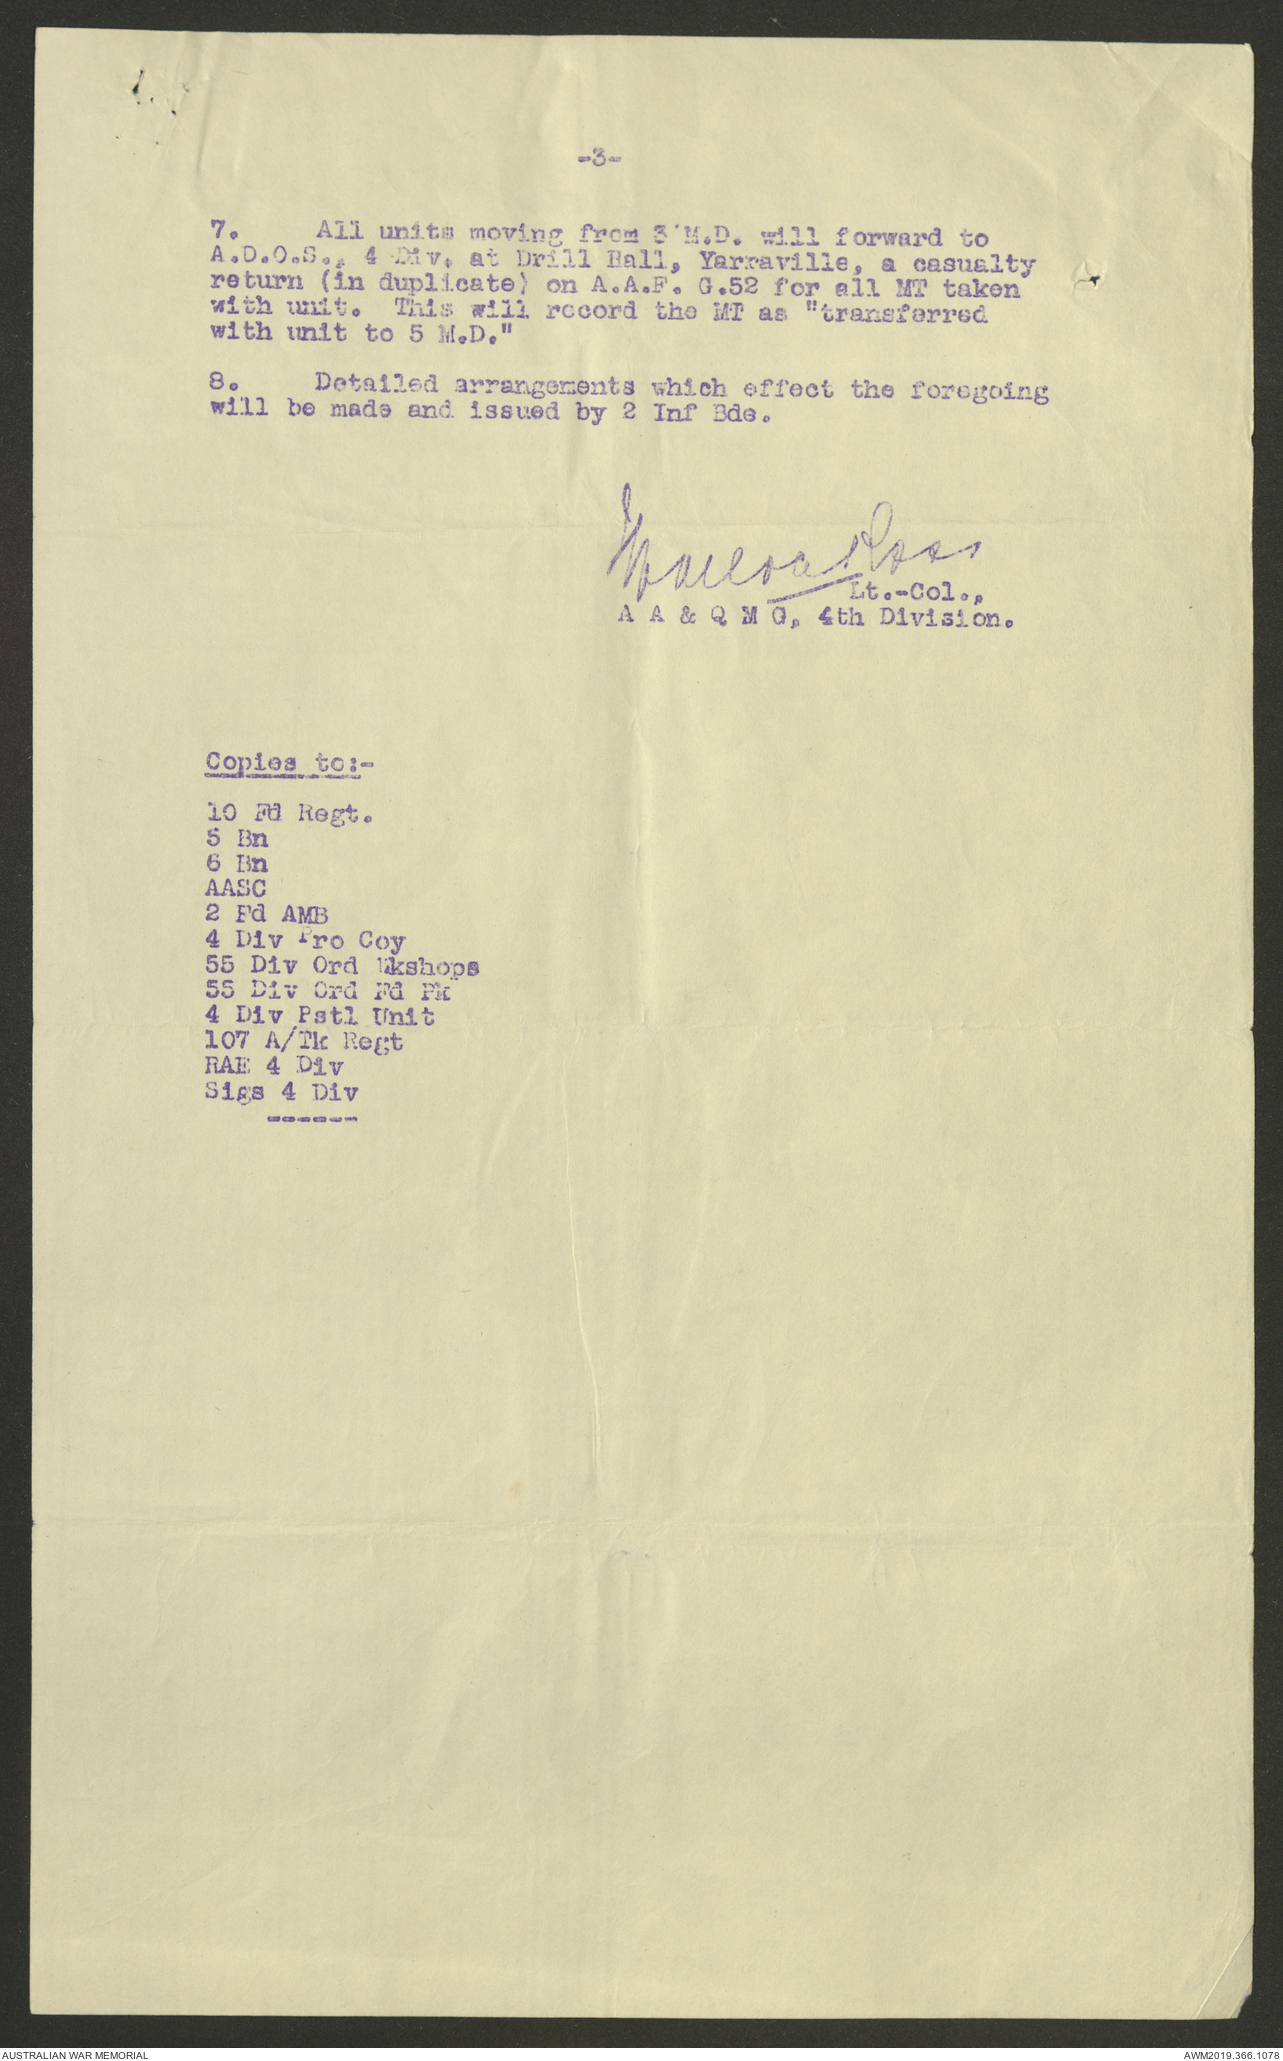 -3-
7. All units moving from 3 M.D. will forward to
A.D.O.S., 4 Div. at Drill Hall, Yarraville, a casualty
return (in duplicate) on A.A.F. G.52 for all MT taken
with unit. This will record the MT as "transferred
with unit to 5 M.D."
8. Detailed arrangements which effect the foregoing
will be made and issued by 2 Inf Bde.
Lt.-Col.,
A A & Q M G, 4th Division.
Copies to:-
10 Fd Regt.
5 Bn
6 Bn
AASC
2 Fd AMB
4 Div Pro Coy
55 Div Ord Wkshops
55 Div Ord Fd Pk
4 Div Pstl Unit
107 A/Tk Regt
RAE 4 Div
Sigs 4 Div
------
AUSTRALIAN WAR MEMORIAL
AWM2019.366.1078